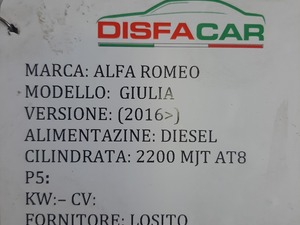 DISFACAR
MARCA: ALFA ROMEO
MODELLO: GIULIA
VERSIONE: (2016>)
ALIMENTAZINE: DIESEL
CILINDRATA: 2200 MJT AT8
P5:
KW:– CV:
FORNITORE: LOSITO